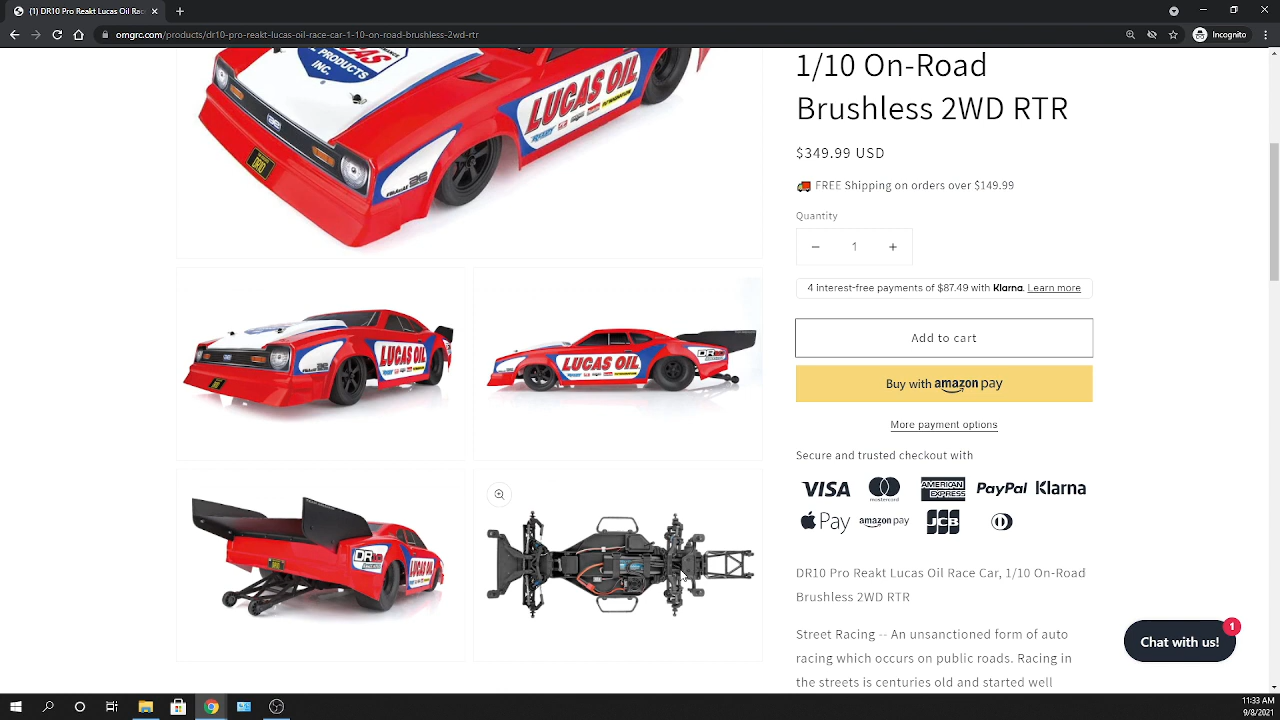 (1) DR10 Pro Reakt Lucas Oil Rac
omgrc.com/products/dr10-pro-reakt-lucas-oil-race-car-1-10-on-road-brushless-2wd-rtr
Incognito
PRODUCTS
INC.
LUCAS OIL
DR10
1/10 On-Road
Brushless 2WD RTR
$349.99 USD
FREE Shipping on orders over $149.99
Quantity
− 1 +
4 interest-free payments of $87.49 with Klarna. Learn more
Add to cart
Buy with amazon pay
More payment options
Secure and trusted checkout with
VISA mastercard AMERICAN EXPRESS PayPal Klarna
Pay amazon pay JCB
LUCAS OIL
LUCAS OIL
DR10
DR10
LUCAS OIL
DR10 Pro Reakt Lucas Oil Race Car, 1/10 On-Road
Brushless 2WD RTR
Street Racing -- An unsanctioned form of auto
racing which occurs on public roads. Racing in
the streets is centuries old and started well
Chat with us!
1
11:33 AM
9/8/2021